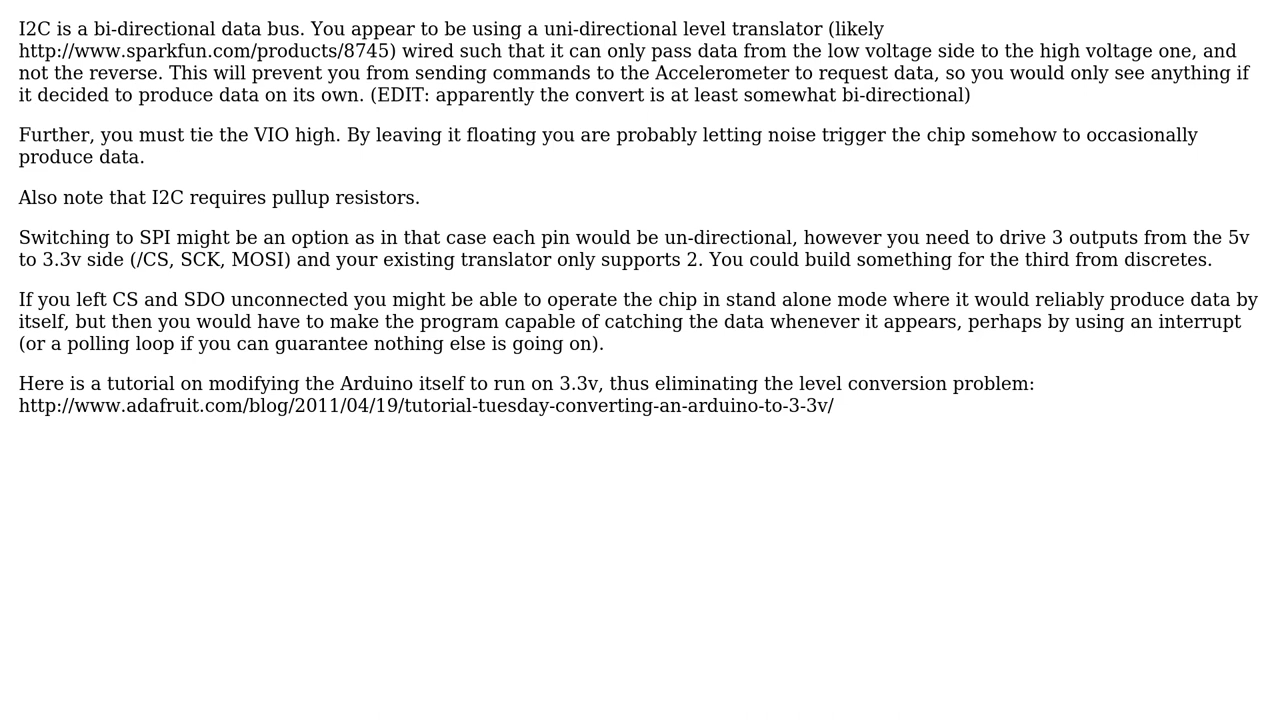 I2C is a bi-directional data bus. You appear to be using a uni-directional level translator (likely
http://www.sparkfun.com/products/8745) wired such that it can only pass data from the low voltage side to the high voltage one, and
not the reverse. This will prevent you from sending commands to the Accelerometer to request data, so you would only see anything if
it decided to produce data on its own. (EDIT: apparently the convert is at least somewhat bi-directional)
Further, you must tie the VIO high. By leaving it floating you are probably letting noise trigger the chip somehow to occasionally
produce data.
Also note that I2C requires pullup resistors.
Switching to SPI might be an option as in that case each pin would be un-directional, however you need to drive 3 outputs from the 5v
to 3.3v side (/CS, SCK, MOSI) and your existing translator only supports 2. You could build something for the third from discretes.
If you left CS and SDO unconnected you might be able to operate the chip in stand alone mode where it would reliably produce data by
itself, but then you would have to make the program capable of catching the data whenever it appears, perhaps by using an interrupt
(or a polling loop if you can guarantee nothing else is going on).
Here is a tutorial on modifying the Arduino itself to run on 3.3v, thus eliminating the level conversion problem:
http://www.adafruit.com/blog/2011/04/19/tutorial-tuesday-converting-an-arduino-to-3-3v/